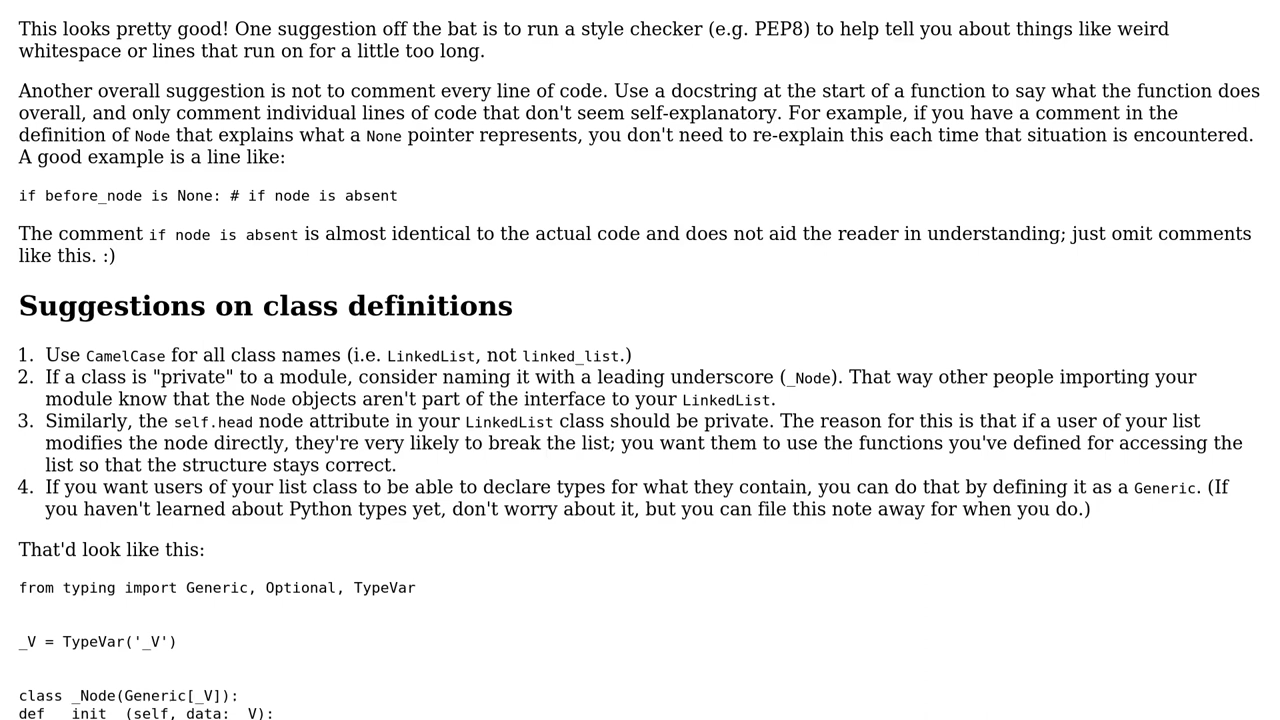 This looks pretty good! One suggestion off the bat is to run a style checker (e.g. PEP8) to help tell you about things like weird
whitespace or lines that run on for a little too long.
Another overall suggestion is not to comment every line of code. Use a docstring at the start of a function to say what the function does
overall, and only comment individual lines of code that don't seem self-explanatory. For example, if you have a comment in the
definition of Node that explains what a None pointer represents, you don't need to re-explain this each time that situation is encountered.
A good example is a line like:
if before_node is None: # if node is absent
The comment if node is absent is almost identical to the actual code and does not aid the reader in understanding; just omit comments
like this. :)
Suggestions on class definitions
1. Use CamelCase for all class names (i.e. LinkedList, not linked_list.)
2. If a class is "private" to a module, consider naming it with a leading underscore (_Node). That way other people importing your
module know that the Node objects aren't part of the interface to your LinkedList.
3. Similarly, the self.head node attribute in your LinkedList class should be private. The reason for this is that if a user of your list
modifies the node directly, they're very likely to break the list; you want them to use the functions you've defined for accessing the
list so that the structure stays correct.
4. If you want users of your list class to be able to declare types for what they contain, you can do that by defining it as a Generic. (If
you haven't learned about Python types yet, don't worry about it, but you can file this note away for when you do.)
That'd look like this:
from typing import Generic, Optional, TypeVar
_V = TypeVar('_V')
class _Node(Generic[_V]):
def __init__(self, data: _V):